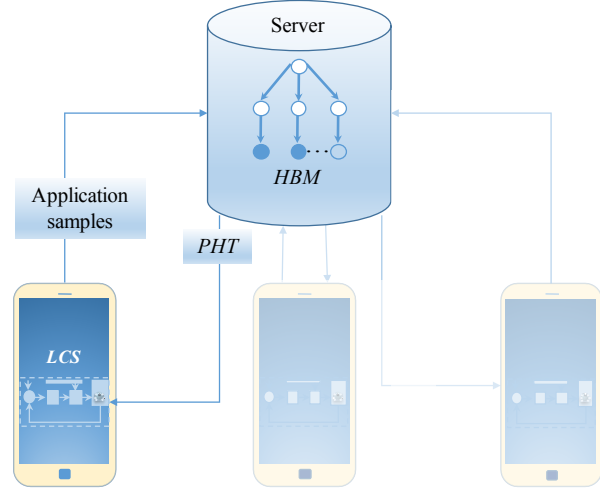 Server
HBM
Application
samples
PHT
LCS